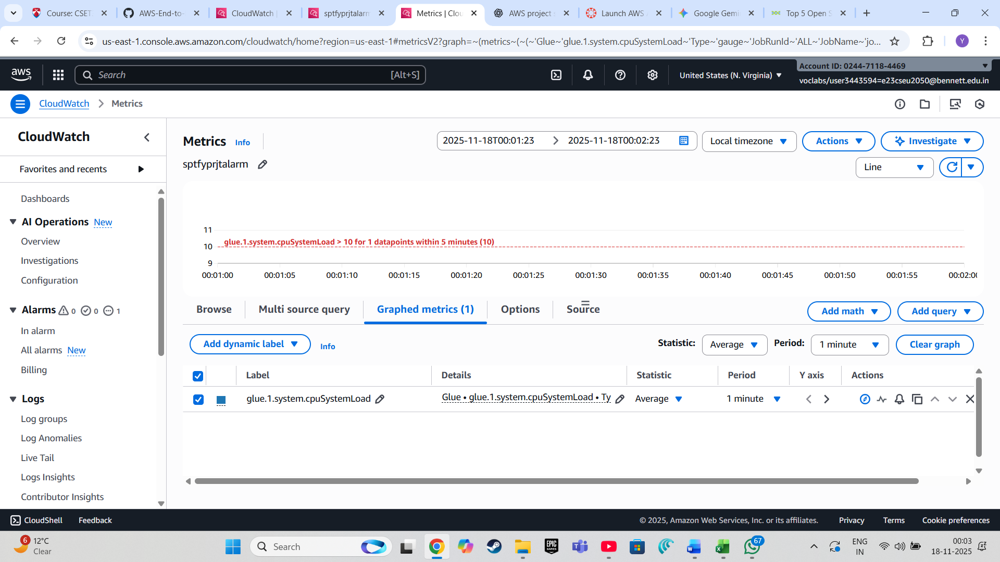 Course: CSET
AWS-End-to-
CloudWatch |
sptfyprjtalarm
Metrics | Clou
AWS project s
Launch AWS A
Google Gemi
Top 5 Open S
us-east-1.console.aws.amazon.com/cloudwatch/home?region=us-east-1#metricsV2?graph=~(metrics~(~(~'Glue~'glue.1.system.cpuSystemLoad~'Type~'gauge~'JobRunId~'ALL~'JobName~'jo...
Y
aws
Search
[Alt+S]
United States (N. Virginia)
Account ID: 0244-7118-4469
voclabs/user3443594=e23cseu2050@bennett.edu.in
CloudWatch
Metrics
CloudWatch
Favorites and recents
Dashboards
AI Operations New
Overview
Investigations
Configuration
Alarms 0 0 1
In alarm
All alarms New
Billing
Logs
Log groups
Log Anomalies
Live Tail
Logs Insights
Contributor Insights
Metrics Info
2025-11-18T00:01:23
2025-11-18T00:02:23
Local timezone
Actions
Investigate
sptfyprjtalarm
Line
11
10
9
glue.1.system.cpuSystemLoad > 10 for 1 datapoints within 5 minutes (10)
00:01:00 00:01:05 00:01:10 00:01:15 00:01:20 00:01:25 00:01:30 00:01:35 00:01:40 00:01:45 00:01:50 00:01:55 00:02:00
Browse
Multi source query
Graphed metrics (1)
Options
Source
Add math
Add query
Add dynamic label
Info
Statistic:
Average
Period:
1 minute
Clear graph
Label Details Statistic Period Y axis Actions
glue.1.system.cpuSystemLoad Glue • glue.1.system.cpuSystemLoad • Ty Average 1 minute
CloudShell
Feedback
© 2025, Amazon Web Services, Inc. or its affiliates.
Privacy
Terms
Cookie preferences
6
12°C
Clear
Search
EPIC
GAMES
67
ENG
IN
00:03
18-11-2025